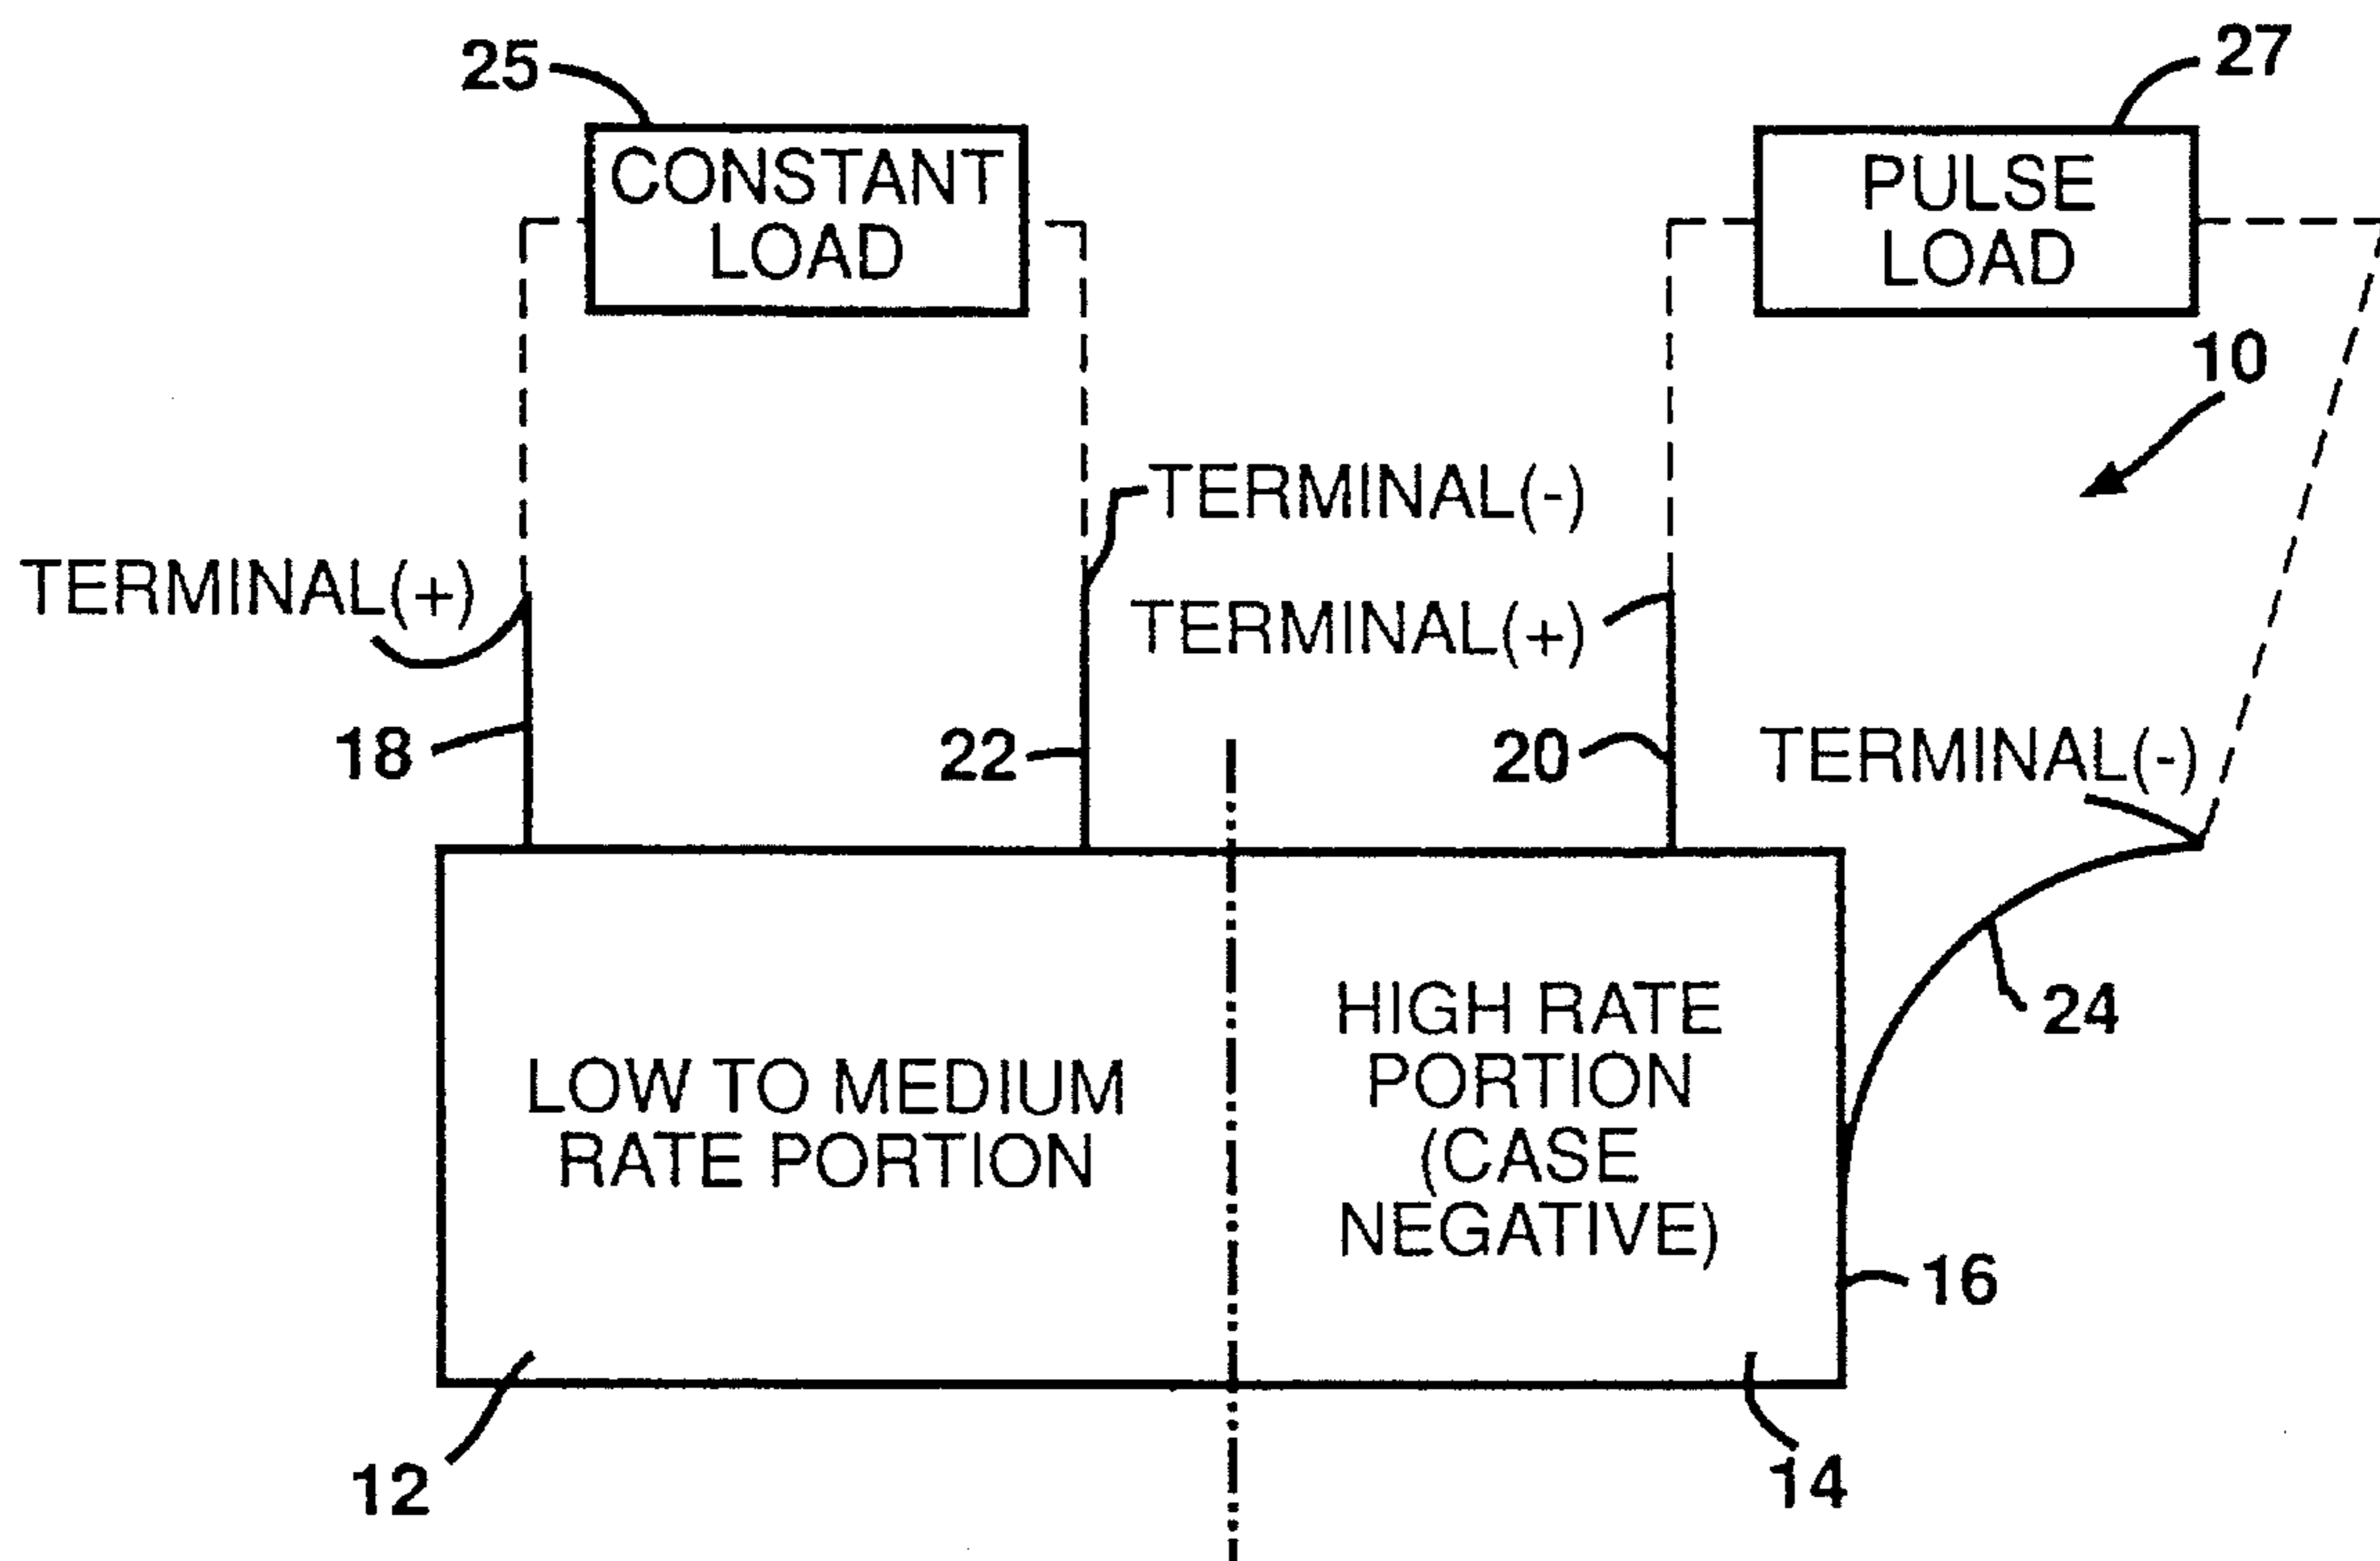 25
27
CONSTANT
LOAD
PULSE
LOAD
10
TERMINAL(-)
TERMINAL(+)
TERMINAL(+)
18
22
20
TERMINAL(-)
HIGH RATE
PORTION
(CASE
NEGATIVE)
24
LOW TO MEDIUM
RATE PORTION
16
12
14